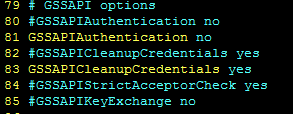 79 # GSSAPI options
80 #GSSAPIAuthentication no
81 GSSAPIAuthentication no
82 #GSSAPICleanupCredentials yes
83 GSSAPICleanupCredentials yes
84 #GSSAPIStrictAcceptorCheck yes
85 #GSSAPIKeyExchange no